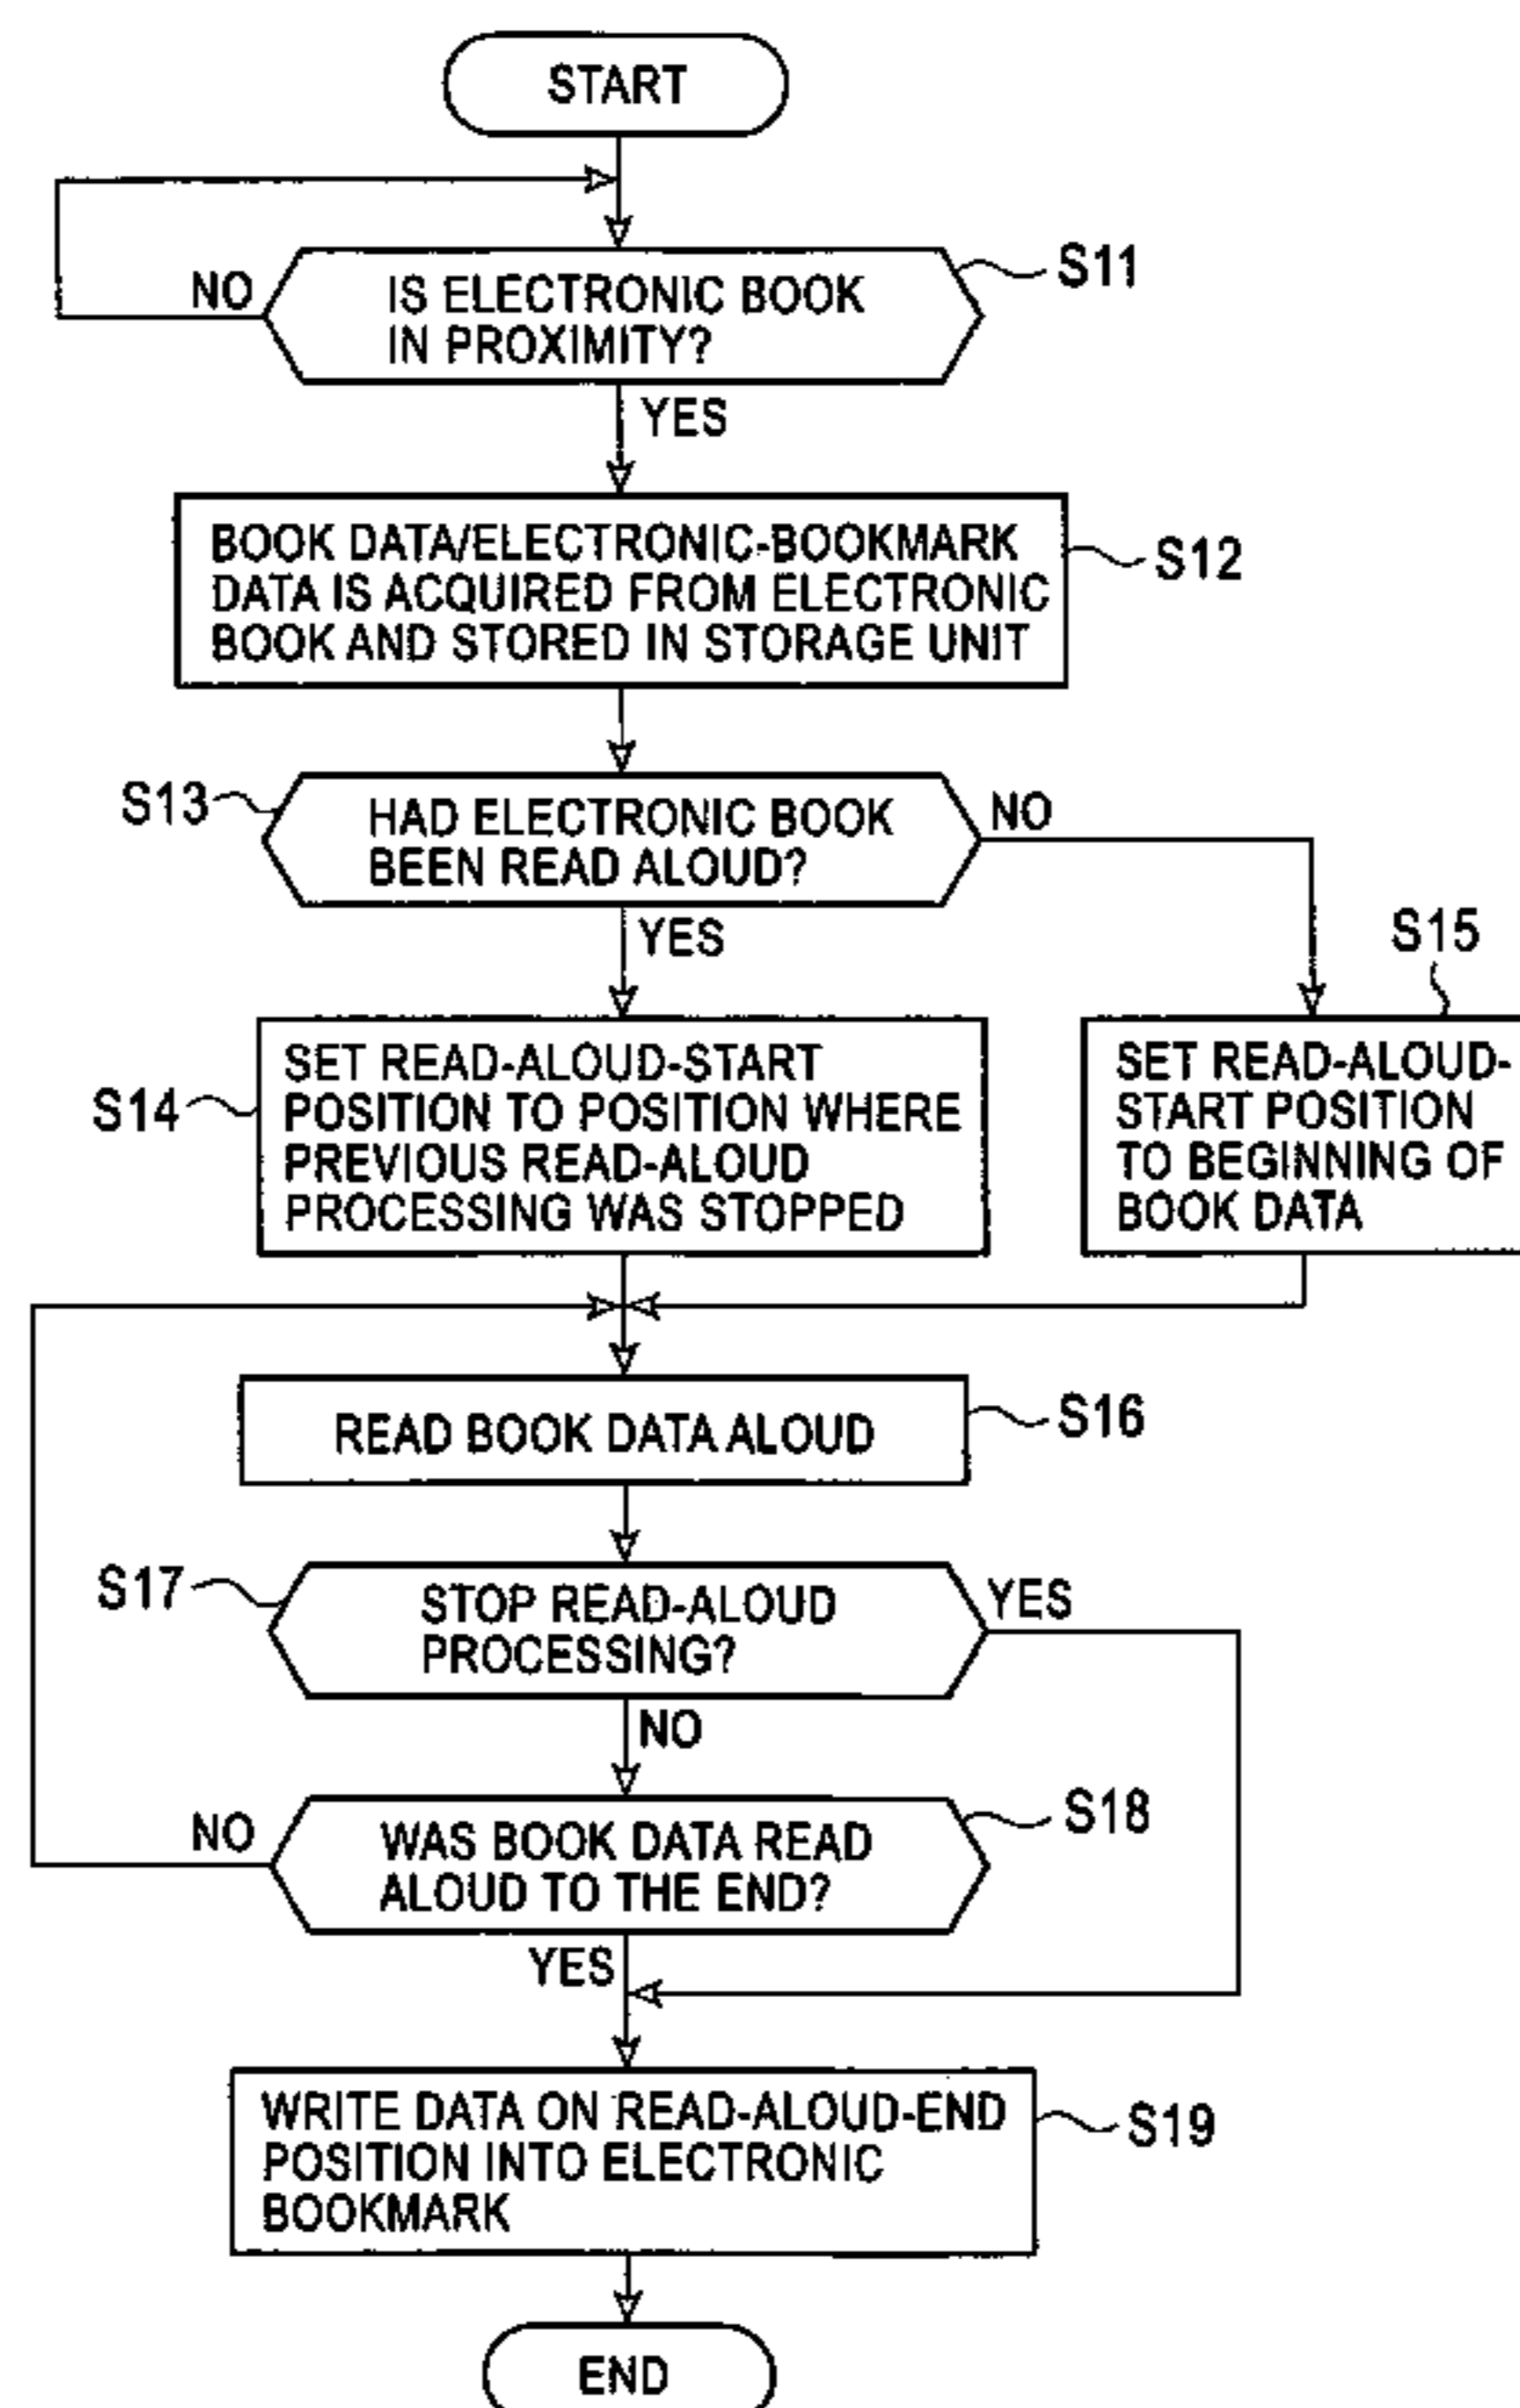 START
NO
IS ELECTRONIC BOOK
IN PROXIMITY?
S11
YES
BOOK DATA/ELECTRONIC-BOOKMARK
DATA IS ACQUIRED FROM ELECTRONIC
BOOK AND STORED IN STORAGE UNIT
S12
S13
HAD ELECTRONIC BOOK
BEEN READ ALOUD?
NO
YES
S15
S14
SET READ-ALOUD-START
POSITION TO POSITION WHERE
PREVIOUS READ-ALOUD
PROCESSING WAS STOPPED
SET READ-ALOUD-
START POSITION
TO BEGINNING OF
BOOK DATA
READ BOOK DATA ALOUD
S16
S17
STOP READ-ALOUD
PROCESSING?
YES
NO
NO
WAS BOOK DATA READ
ALOUD TO THE END?
S18
YES
WRITE DATA ON READ-ALOUD-END
POSITION INTO ELECTRONIC
BOOKMARK
S19
END